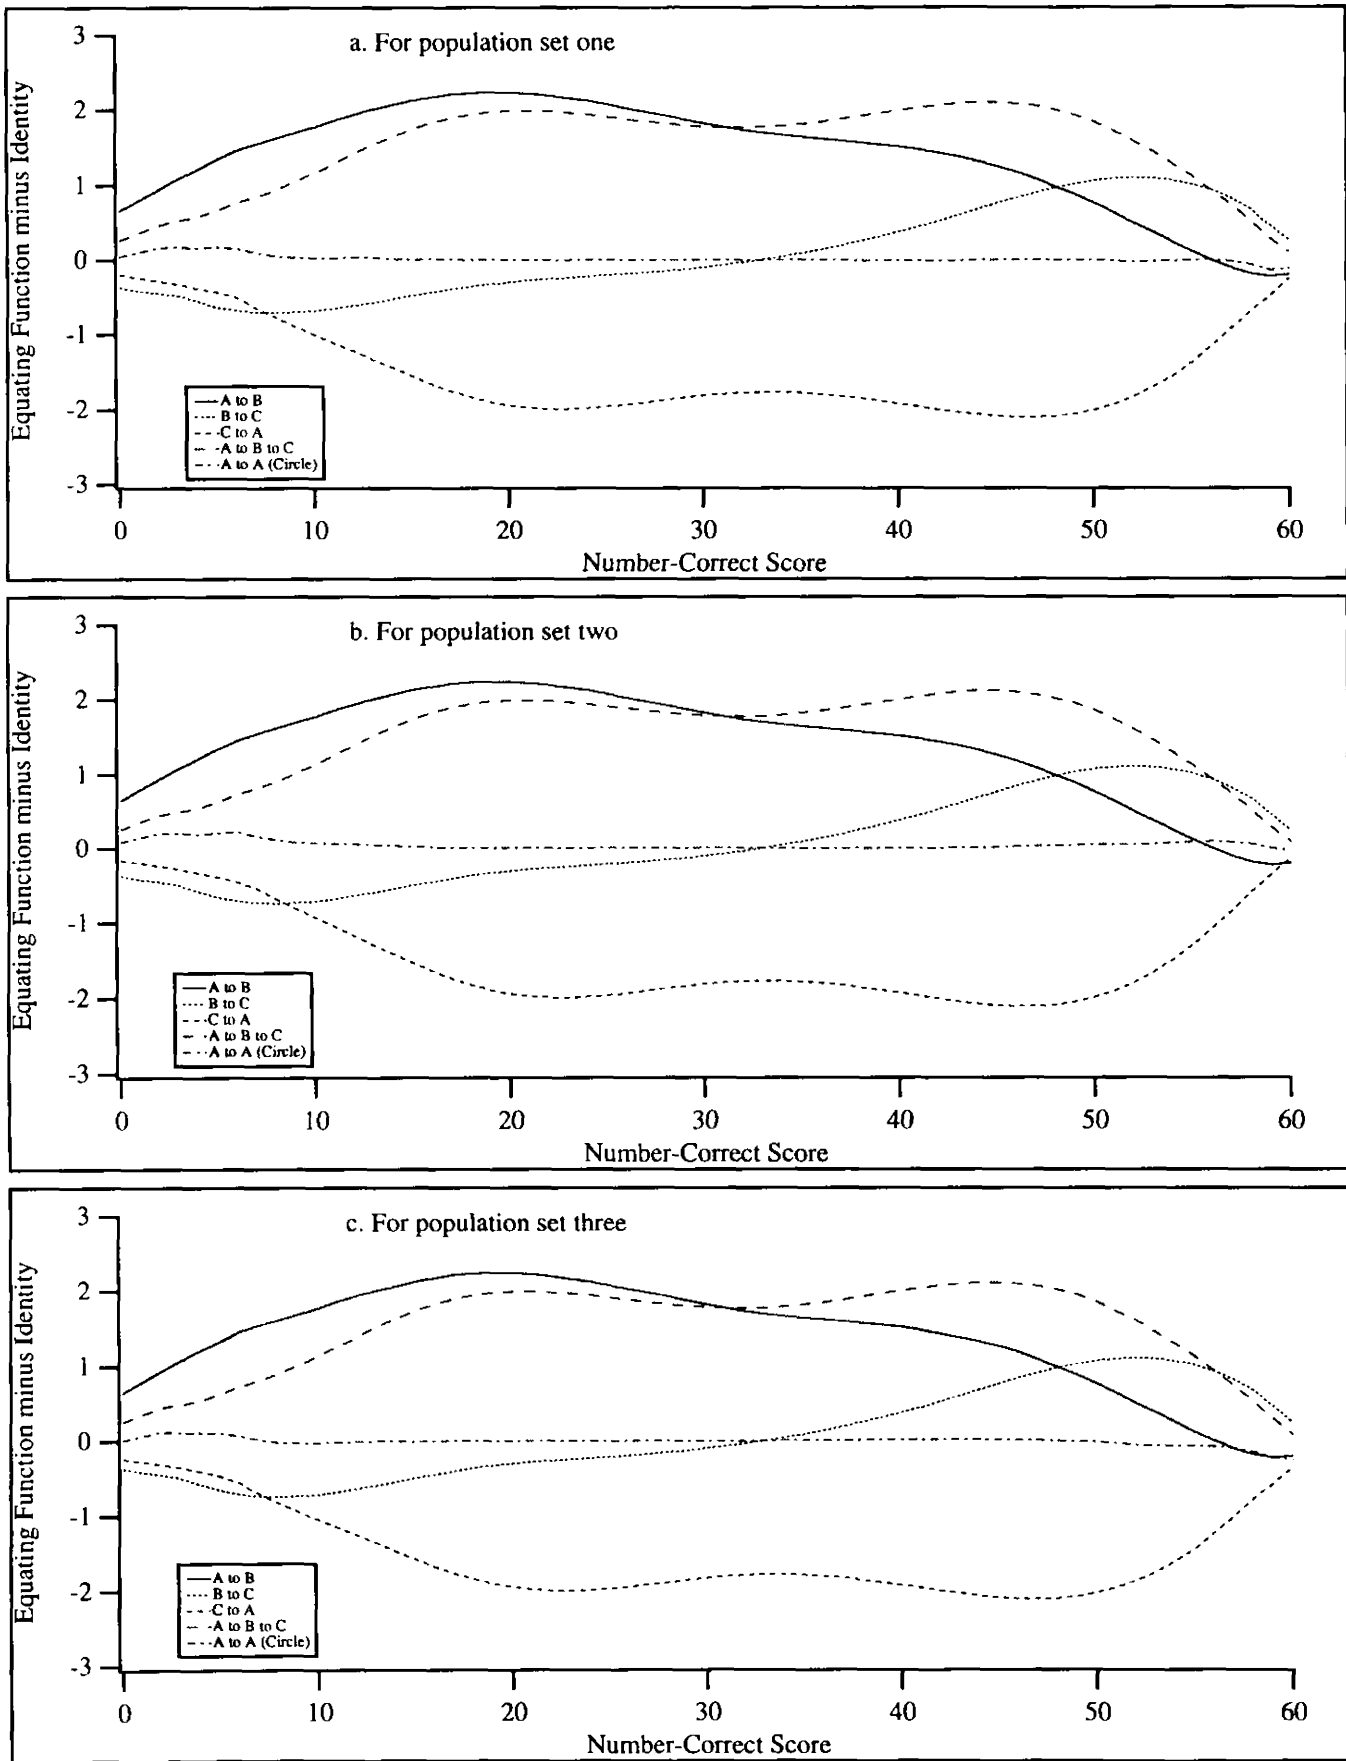 a. For population set one
Equating Function minus Identity
3
2
1
0
-1
-2
-3
A to B
B to C
C to A
A to B to C
A to A (Circle)
0 10 20 30 40 50 60
Number-Correct Score
b. For population set two
Equating Function minus Identity
3
2
1
0
-1
-2
-3
A to B
B to C
C to A
A to B to C
A to A (Circle)
0 10 20 30 40 50 60
Number-Correct Score
c. For population set three
Equating Function minus Identity
3
2
1
0
-1
-2
-3
A to B
B to C
C to A
A to B to C
A to A (Circle)
0 10 20 30 40 50 60
Number-Correct Score